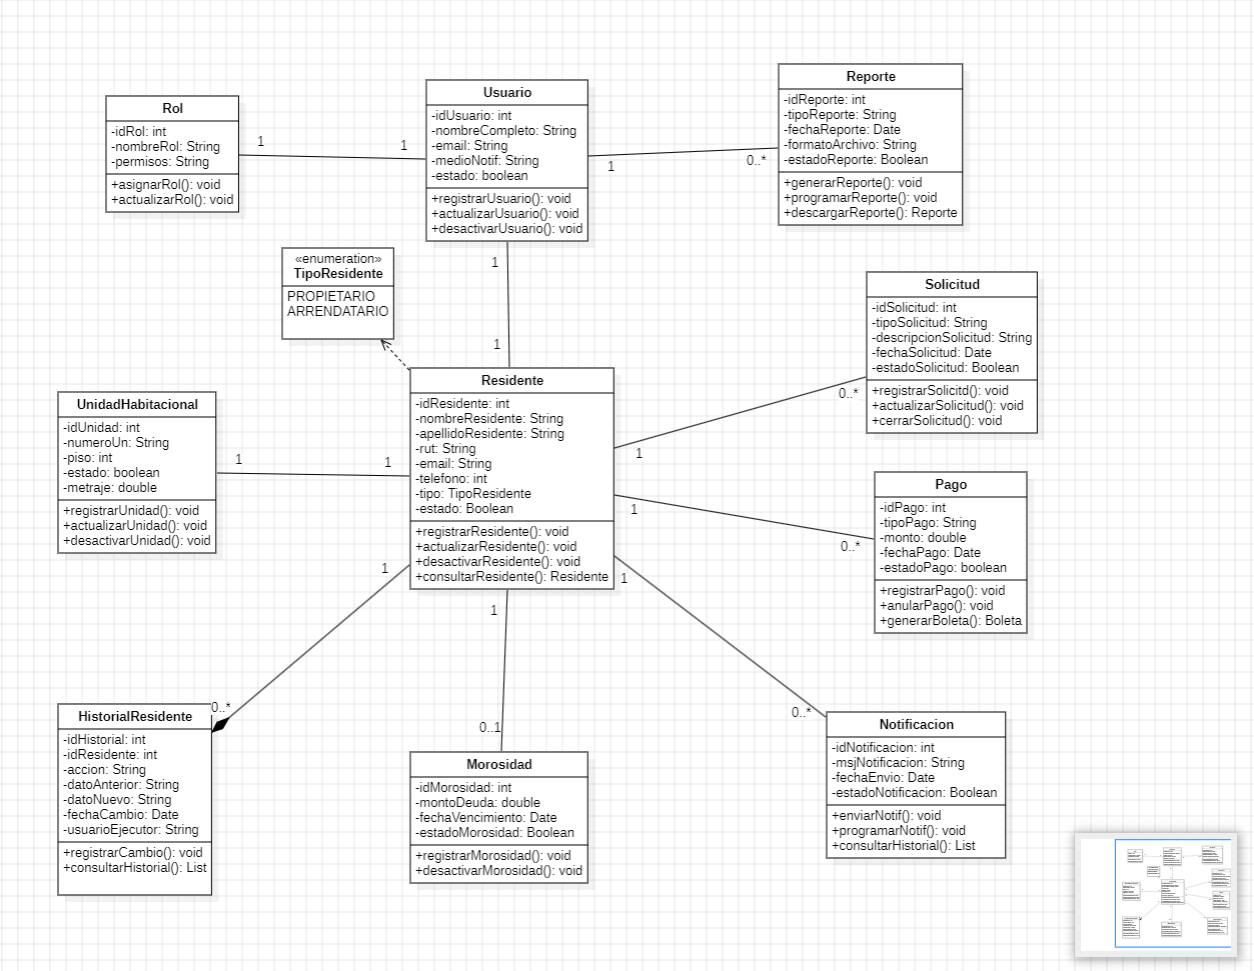 Rol
-idRol: int
-nombreRol: String
-permisos: String
+asignarRol(): void
+actualizarRol(): void
1
1
Usuario
-idUsuario: int
-nombreCompleto: String
-email: String
-medioNotif: String
-estado: boolean
+registrarUsuario(): void
+actualizarUsuario(): void
+desactivarUsuario(): void
1
0..*
Reporte
-idReporte: int
-tipoReporte: String
-fechaReporte: Date
-formatoArchivo: String
-estadoReporte: Boolean
+generarReporte(): void
+programarReporte(): void
+descargarReporte(): Reporte
«enumeration»
TipoResidente
PROPIETARIO
ARRENDATARIO
1
1
Solicitud
-idSolicitud: int
-tipoSolicitud: String
-descripcionSolicitud: String
-fechaSolicitud: Date
-estadoSolicitud: Boolean
+registrarSolicitd(): void
+actualizarSolicitud(): void
+cerrarSolicitud(): void
UnidadHabitacional
-idUnidad: int
-numeroUn: String
-piso: int
-estado: boolean
-metraje: double
+registrarUnidad(): void
+actualizarUnidad(): void
+desactivarUnidad(): void
1
1
Residente
-idResidente: int
-nombreResidente: String
-apellidoResidente: String
-rut: String
-email: String
-telefono: int
-tipo: TipoResidente
-estado: Boolean
+registrarResidente(): void
+actualizarResidente(): void
+desactivarResidente(): void
+consultarResidente(): Residente
1
0..*
1
0..*
Pago
-idPago: int
-tipoPago: String
-monto: double
-fechaPago: Date
-estadoPago: boolean
+registrarPago(): void
+anularPago(): void
+generarBoleta(): Boleta
1
0..*
HistorialResidente
-idHistorial: int
-idResidente: int
-accion: String
-datoAnterior: String
-datoNuevo: String
-fechaCambio: Date
-usuarioEjecutor: String
+registrarCambio(): void
+consultarHistorial(): List
1
0..1
Morosidad
-idMorosidad: int
-montoDeuda: double
-fechaVencimiento: Date
-estadoMorosidad: Boolean
+registrarMorosidad(): void
+desactivarMorosidad(): void
1
0..*
Notificacion
-idNotificacion: int
-msjNotificacion: String
-fechaEnvio: Date
-estadoNotificacion: Boolean
+enviarNotif(): void
+programarNotif(): void
+consultarHistorial(): List